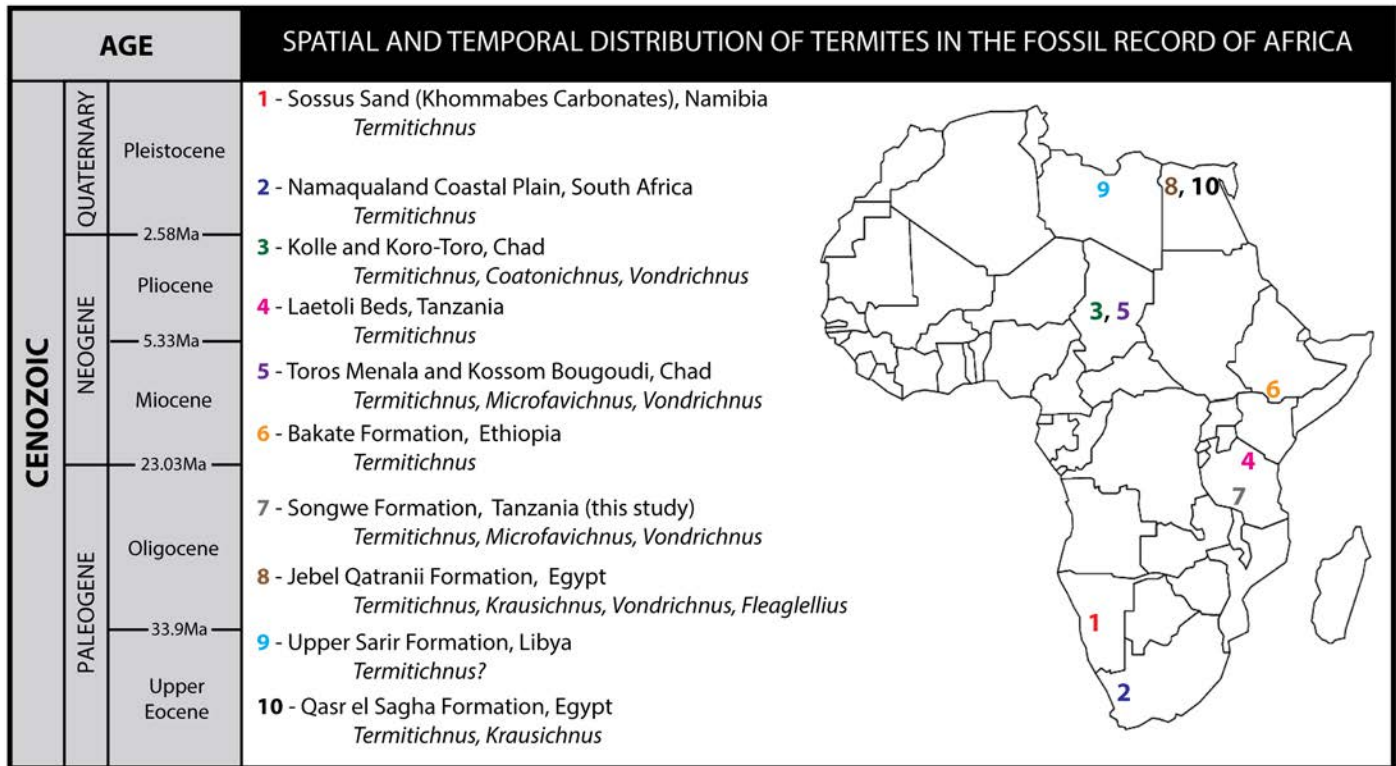 AGE
SPATIAL AND TEMPORAL DISTRIBUTION OF TERMITES IN THE FOSSIL RECORD OF AFRICA
CENOZOIC
QUATERNARY
Pleistocene
2.58Ma
NEOGENE
Pliocene
5.33Ma
Miocene
23.03Ma
PALEOGENE
Oligocene
33.9Ma
Upper
Eocene
1 - Sossus Sand (Khommabes Carbonates), Namibia
Termitichnus
2 - Namaqualand Coastal Plain, South Africa
Termitichnus
3 - Kolle and Koro-Toro, Chad
Termitichnus, Coatonichnus, Vondrichnus
4 - Laetoli Beds, Tanzania
Termitichnus
5 - Toros Menala and Kossom Bougoudi, Chad
Termitichnus, Microfavichnus, Vondrichnus
6 - Bakate Formation, Ethiopia
Termitichnus
7 - Songwe Formation, Tanzania (this study)
Termitichnus, Microfavichnus, Vondrichnus
8 - Jebel Qatranii Formation, Egypt
Termitichnus, Krausichnus, Vondrichnus, Fleaglellius
9 - Upper Sarir Formation, Libya
Termitichnus?
10 - Qasr el Sagha Formation, Egypt
Termitichnus, Krausichnus
9
8, 10
3, 5
6
4
7
1
2